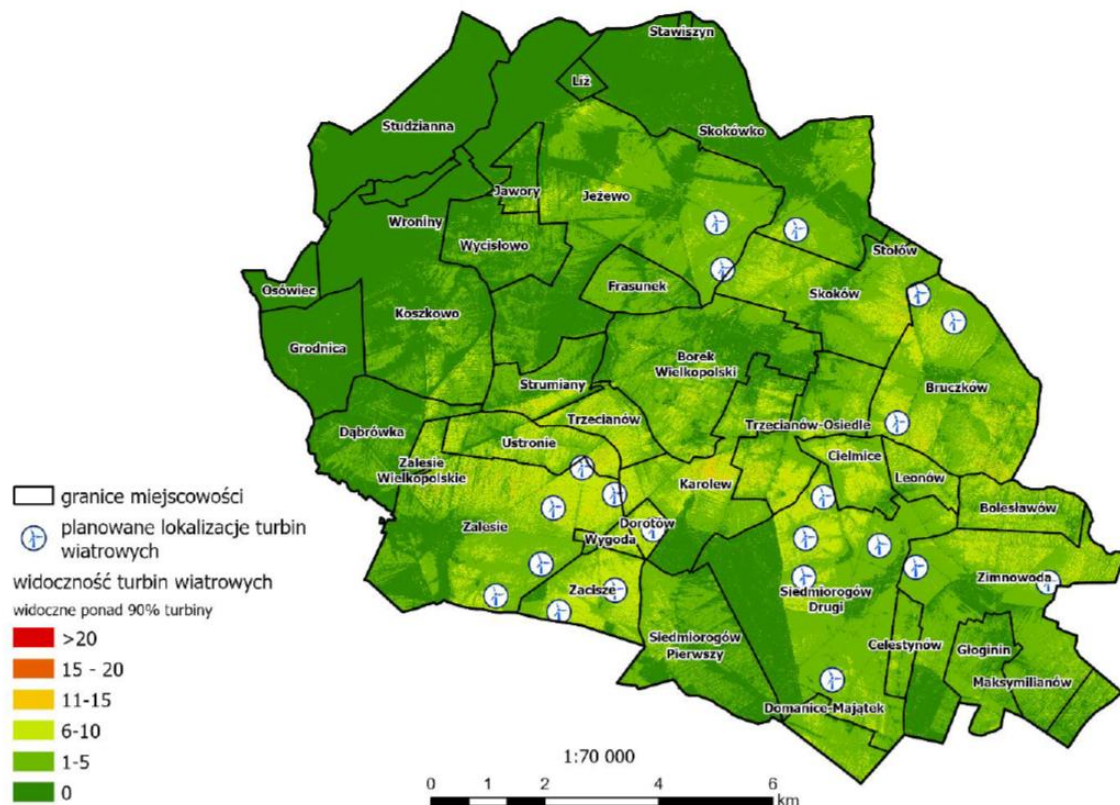 Stawiszyn
Liż
Studzianna
Skokówko
Jawory
Jeżewo
Wroniny
Wycisłowo
Stołów
Osówiec
Frasunek
Skoków
Koszkowo
Grodnica
Borek
Wielkopolski
Strumiany
Bruczków
Trzecianów
Trzecianów-Osiedle
Dąbrówka
Ustronie
Cielmice
Zalesie
Wielkopolskie
Karolew
Leonów
granice miejscowości
Bolesławów
planowane lokalizacje turbin
wiatrowych
Zalesie
Dorotów
Wygoda
widoczność turbin wiatrowych
Zimnowoda
widoczne ponad 90% turbiny
Zacisze
Siedmiorogów
Drugi
>20
Siedmiorogów
Pierwszy
Celestynów
Głoginin
15 - 20
Maksymilianów
11-15
Domanice-Majątek
6-10
1-5
0
1:70 000
0 1 2 4 6
km